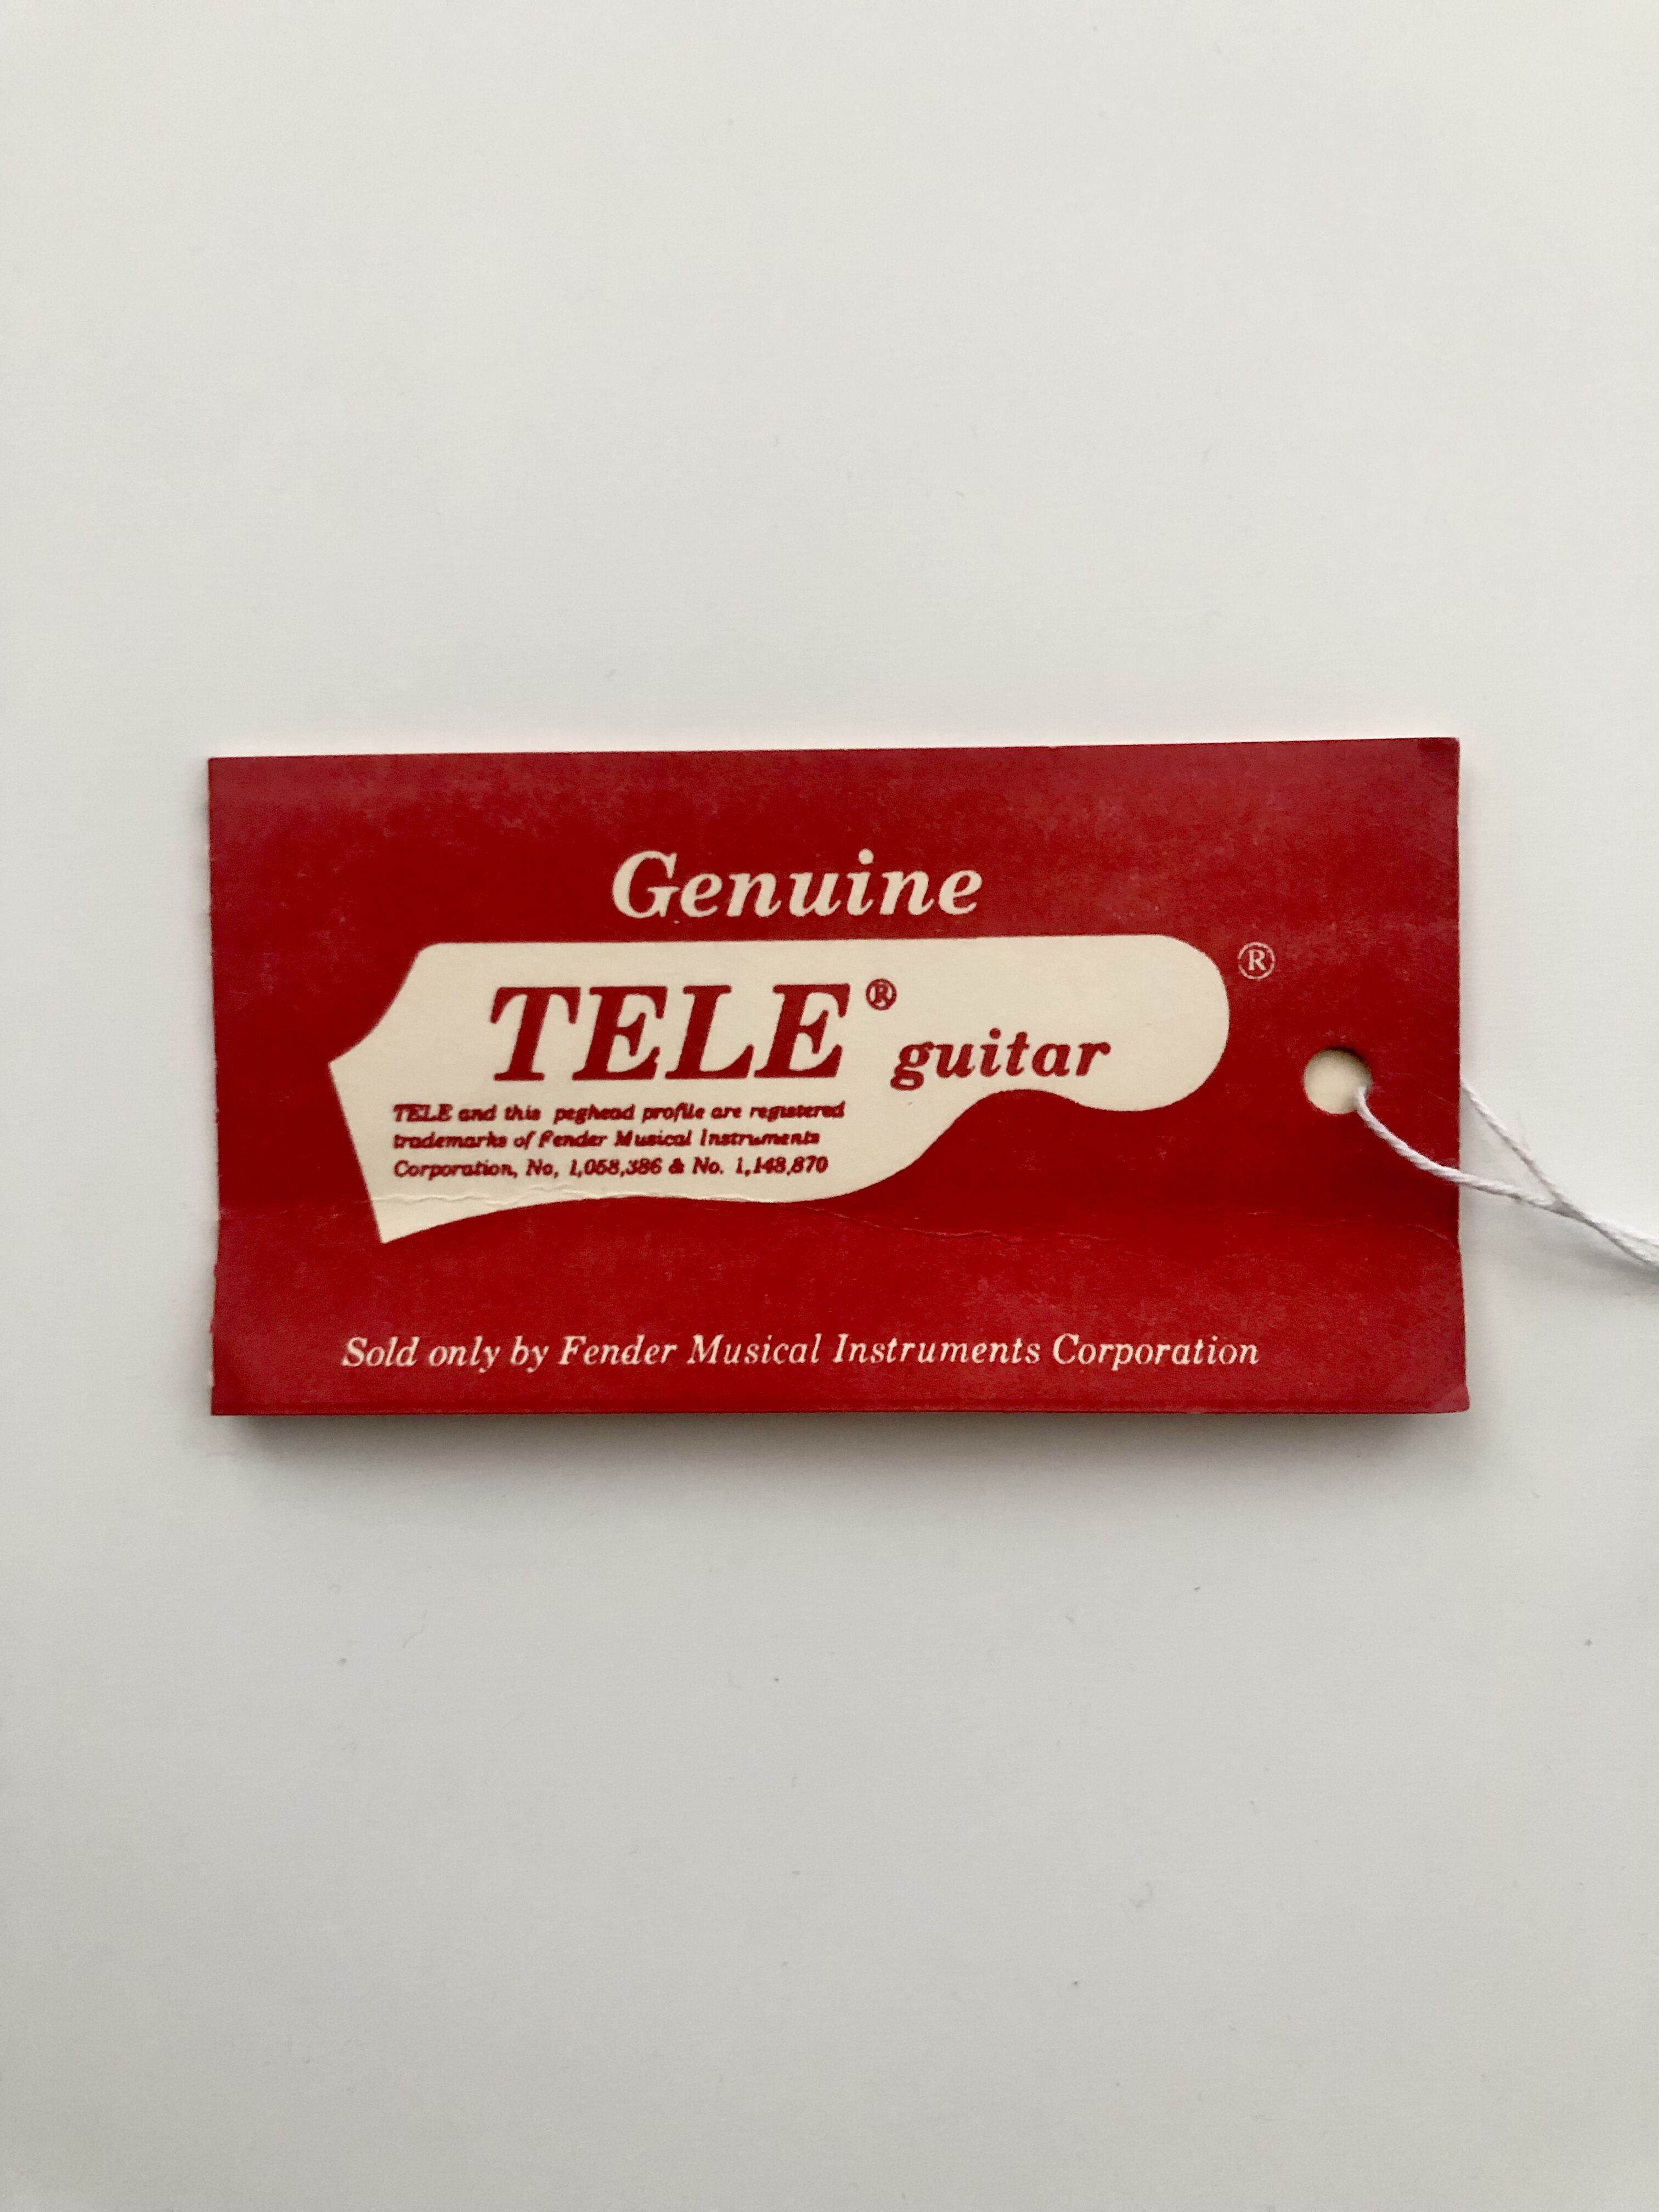 Genuine
®
TELE® guitar
TELE and this peghead profile are registered
trademarks of Fender Musical Instruments
Corporation, No, 1,058,386 & No. 1,148,870
Sold only by Fender Musical Instruments Corporation